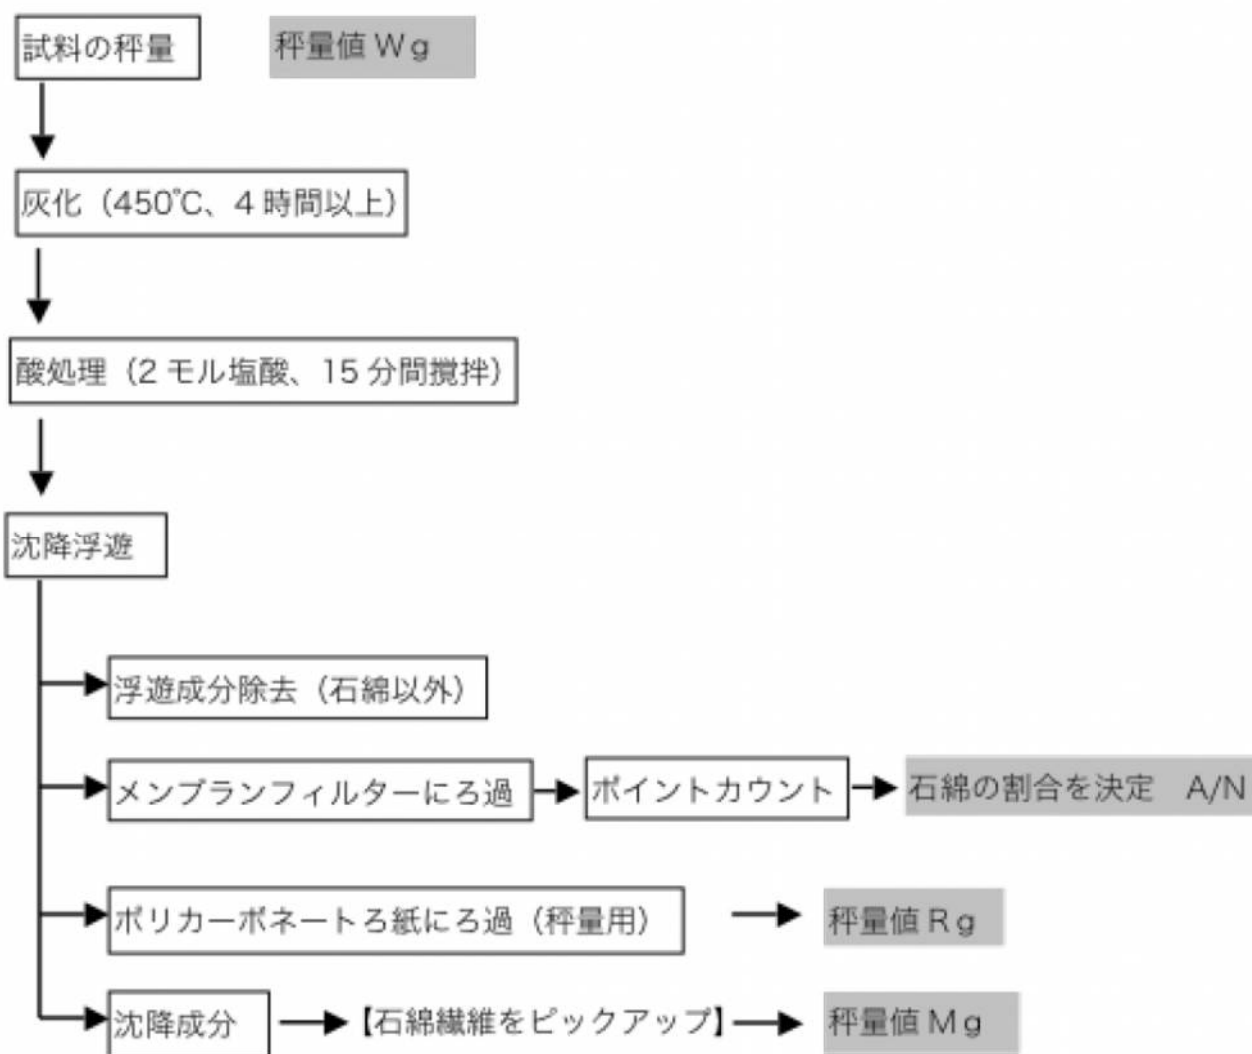 試料の秤量 秤量値 W g
灰化（450℃、4 時間以上）
酸処理（2 モル塩酸、15 分間攪拌）
沈降浮遊
浮遊成分除去（石綿以外）
メンブランフィルターにろ過 ポイントカウント 石綿の割合を決定 A/N
ポリカーボネートろ紙にろ過（秤量用） 秤量値 R g
沈降成分 【石綿繊維をピックアップ】 秤量値 M g